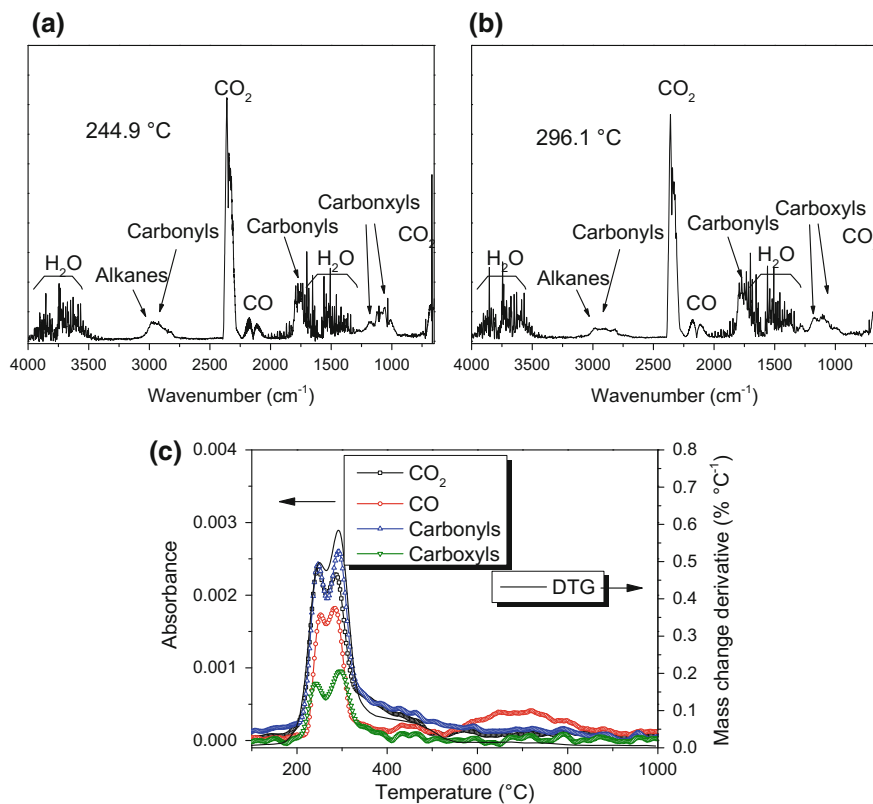 (a)
244.9 °C
CO2
Carbonyls
Alkanes
H2O
CO
Carbonyls
H2O
Carbonxyls
CO2
4000 3500 3000 2500 2000 1500 1000
Wavenumber (cm-1)
(b)
296.1 °C
CO2
Carbonyls
Alkanes
H2O
CO
Carbonyls
H2O
Carboxyls
CO
4000 3500 3000 2500 2000 1500 1000
Wavenumber (cm-1)
(c)
CO2
CO
Carbonyls
Carboxyls
DTG
0.004
0.003
0.002
0.001
0.000
Absorbance
0.8
0.7
0.6
0.5
0.4
0.3
0.2
0.1
0.0
Mass change derivative (% °C-1)
200 400 600 800 1000
Temperature (°C)